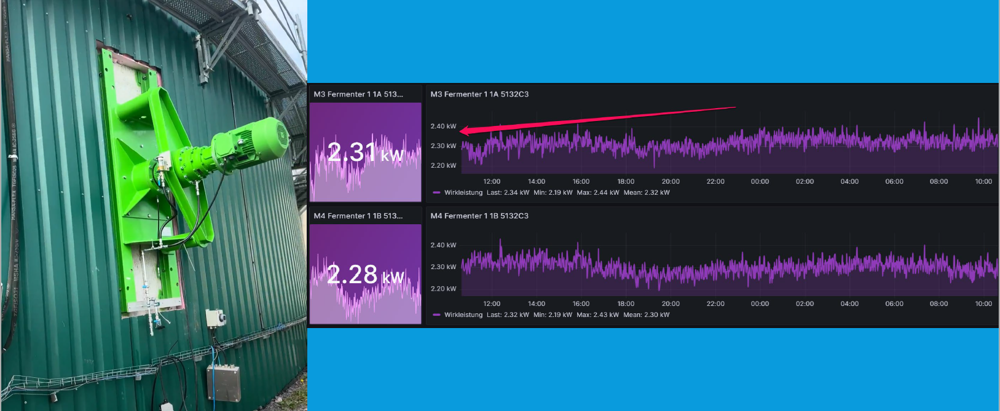 HANSA-FLEX
M3 Fermenter 1 1A 513...
2.31 kW
M3 Fermenter 1 1A 5132C3
2.40 kW
2.30 kW
2.20 kW
12:00 14:00 16:00 18:00 20:00 22:00 00:00 02:00 04:00 06:00 08:00 10:00
Wirkleistung Last: 2.34 kW Min: 2.19 kW Max: 2.44 kW Mean: 2.32 kW
M4 Fermenter 1 1B 513...
2.28 kW
M4 Fermenter 1 1B 5132C3
2.40 kW
2.30 kW
2.20 kW
12:00 14:00 16:00 18:00 20:00 22:00 00:00 02:00 04:00 06:00 08:00 10:00
Wirkleistung Last: 2.32 kW Min: 2.19 kW Max: 2.43 kW Mean: 2.30 kW